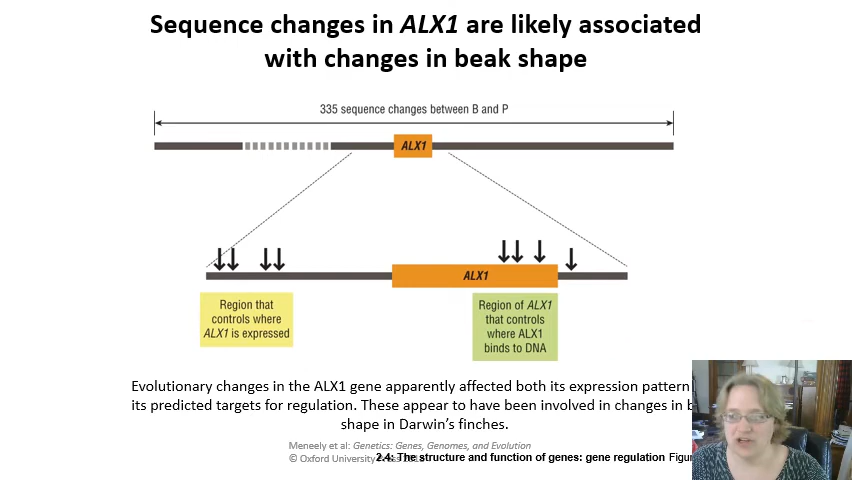 Sequence changes in ALX1 are likely associated
with changes in beak shape
335 sequence changes between B and P
ALX1
ALX1
Region that
controls where
ALX1 is expressed
Region of ALX1
that controls
where ALX1
binds to DNA
Evolutionary changes in the ALX1 gene apparently affected both its expression pattern
its predicted targets for regulation. These appear to have been involved in changes in
shape in Darwin's finches.
Meneely et al: Genetics: Genes, Genomes, and Evolution
© Oxford University
2.4: The structure and function of genes: gene regulation